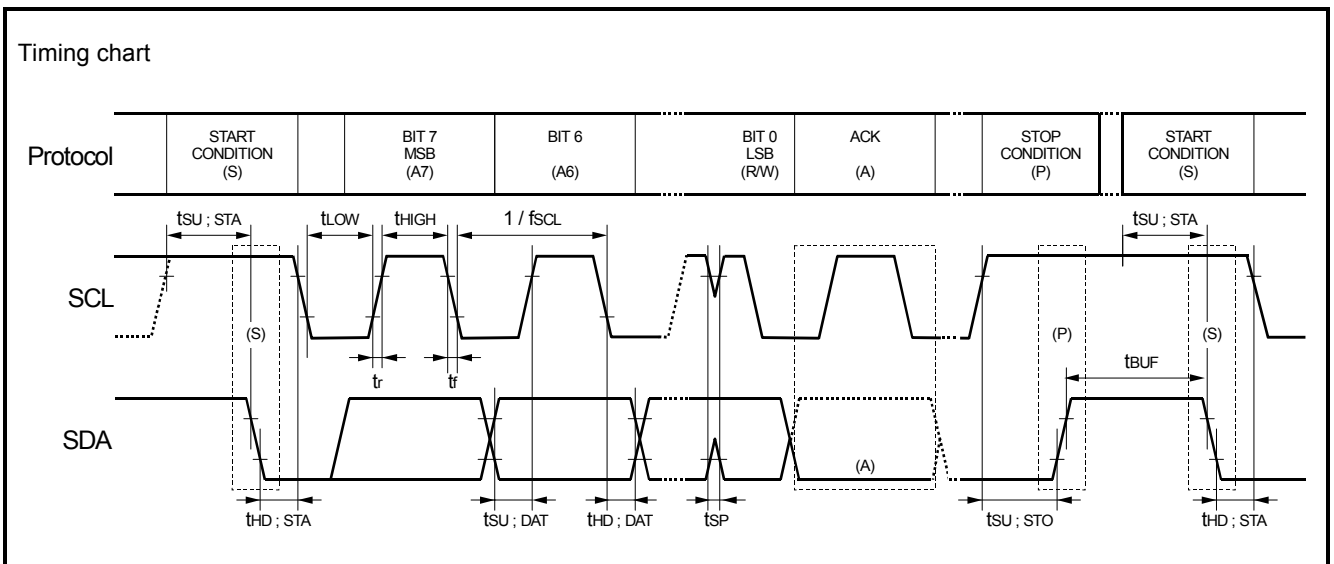 Timing chart
Protocol
START
CONDITION
(S)
BIT 7
MSB
(A7)
BIT 6
(A6)
BIT 0
LSB
(R/W)
ACK
(A)
STOP
CONDITION
(P)
START
CONDITION
(S)
tSU ; STA
tLOW
tHIGH
1 / fSCL
tSU ; STA
SCL
(S)
(P)
(S)
tr
tf
tBUF
SDA
(A)
tHD ; STA
tSU ; DAT
tHD ; DAT
tSP
tSU ; STO
tHD ; STA